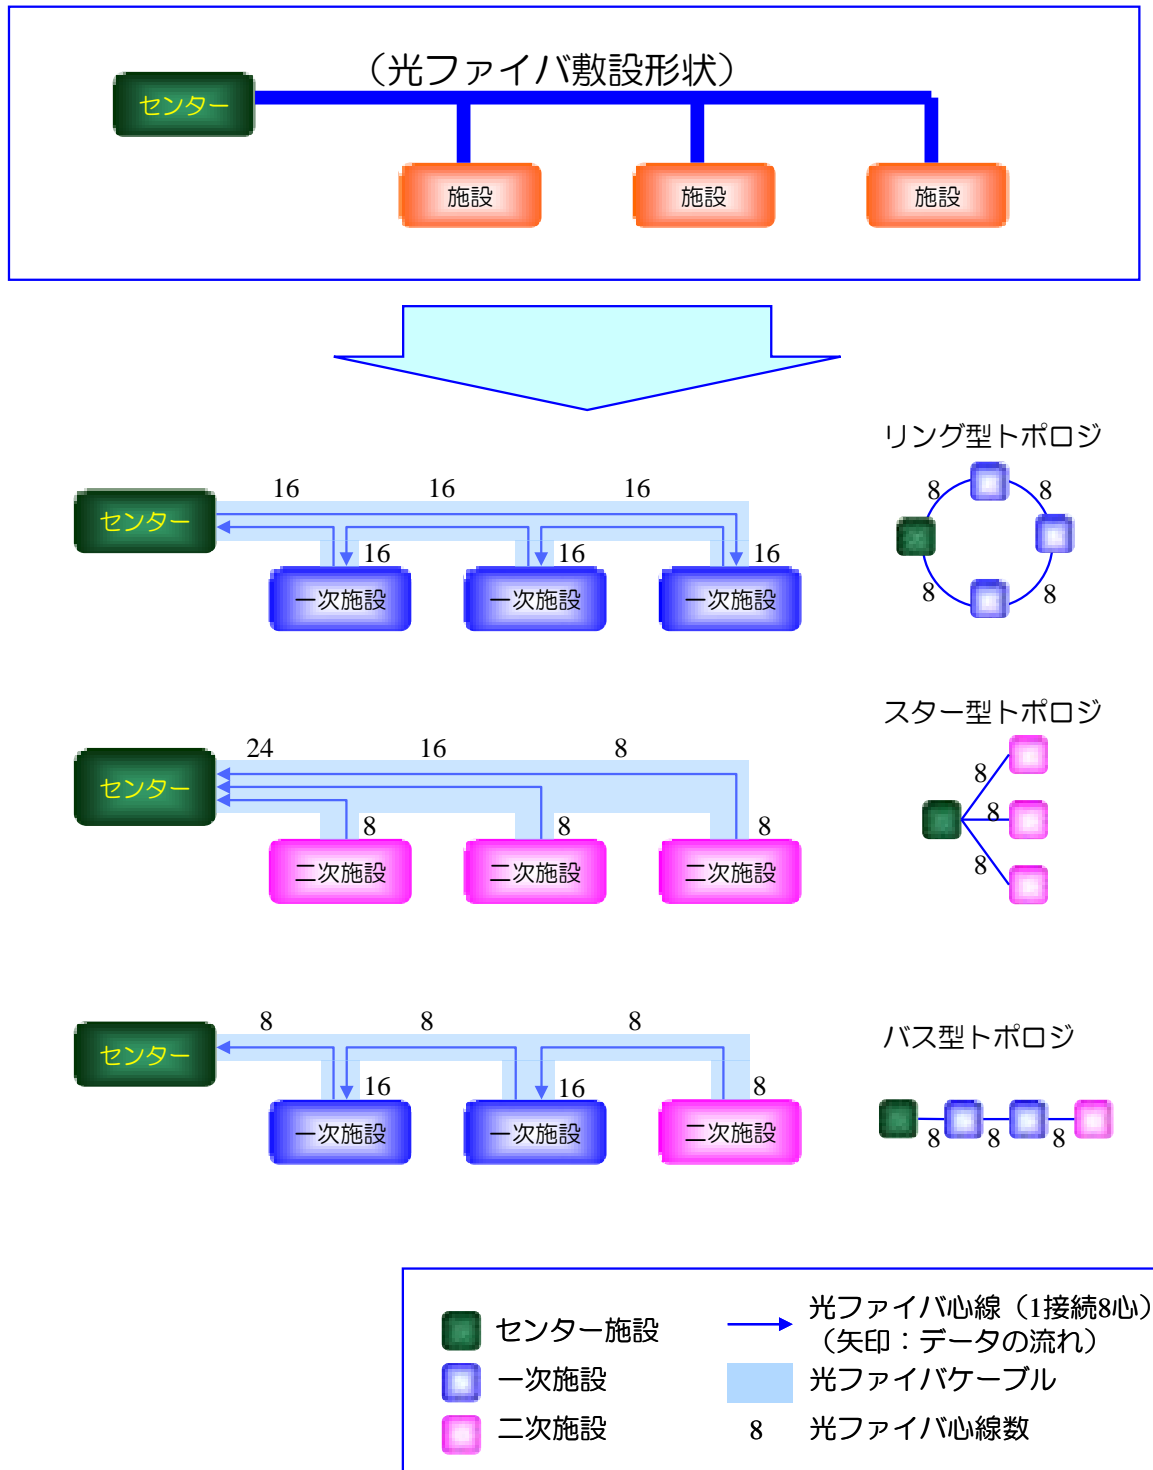 （光ファイバ敷設形状）
センター
施設
施設
施設
リング型トポロジ
16
16
16
8
8
センター
16
16
16
一次施設
一次施設
一次施設
8
8
スター型トポロジ
24
16
8
センター
8
8
8
8
8
8
二次施設
二次施設
二次施設
8
8
8
バス型トポロジ
センター
16
16
8
一次施設
一次施設
二次施設
8
8
8
センター施設
光ファイバ心線（1接続8心）
（矢印：データの流れ）
一次施設
光ファイバケーブル
二次施設
8
光ファイバ心線数